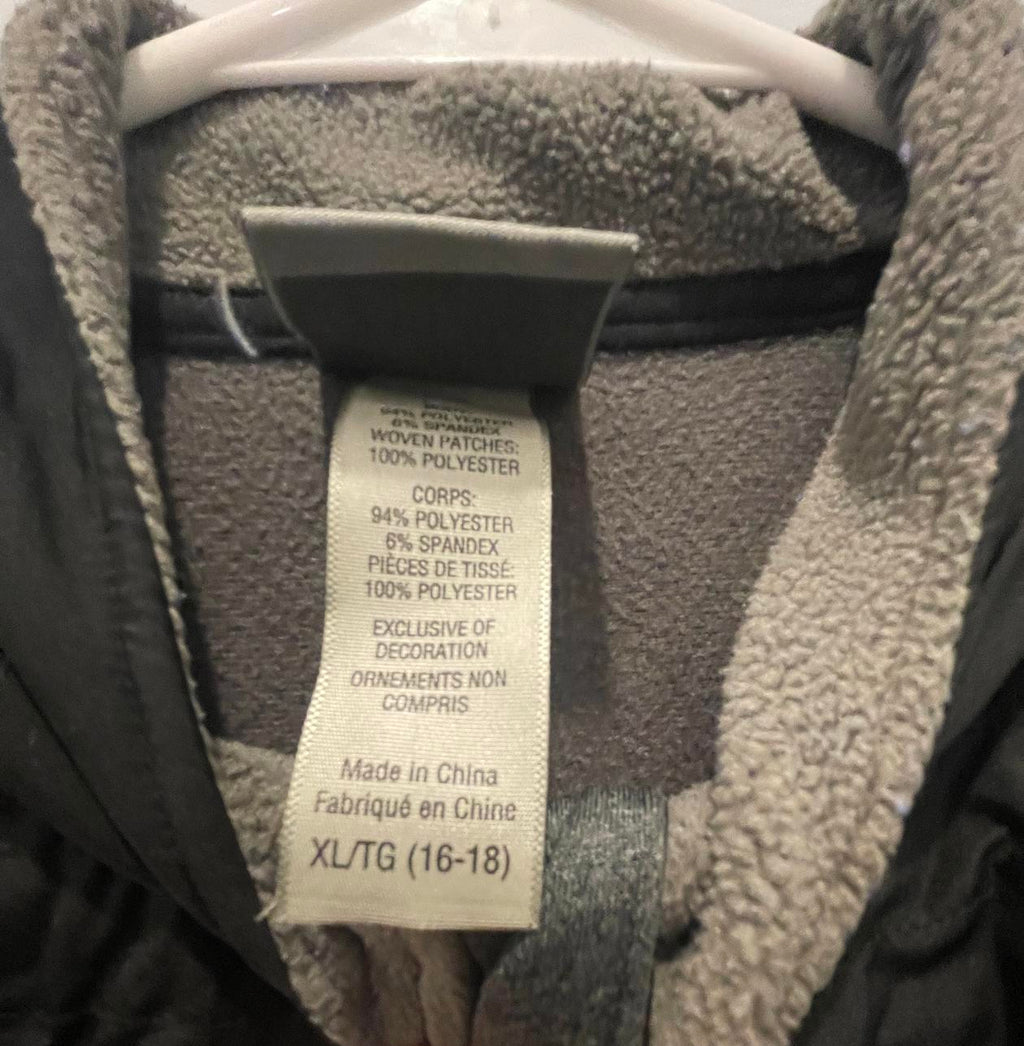 94% POLYESTER
6% SPANDEX
WOVEN PATCHES:
100% POLYESTER
CORPS:
94% POLYESTER
6% SPANDEX
PIÈCES DE TISSÉ:
100% POLYESTER
EXCLUSIVE OF
DECORATION
ORNEMENTS NON
COMPRIS
Made in China
Fabriqué en Chine
XL/TG (16-18)